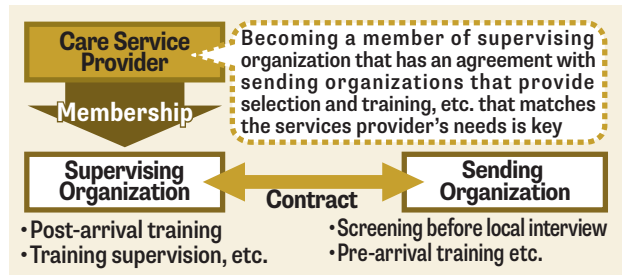 Care Service
Provider
Becoming a member of supervising
organization that has an agreement with
sending organizations that provide
selection and training, etc. that matches
the services provider's needs is key
Membership
Supervising
Organization
Contract
Sending
Organization
•Post-arrival training
•Training supervision, etc.
•Screening before local interview
•Pre-arrival training etc.